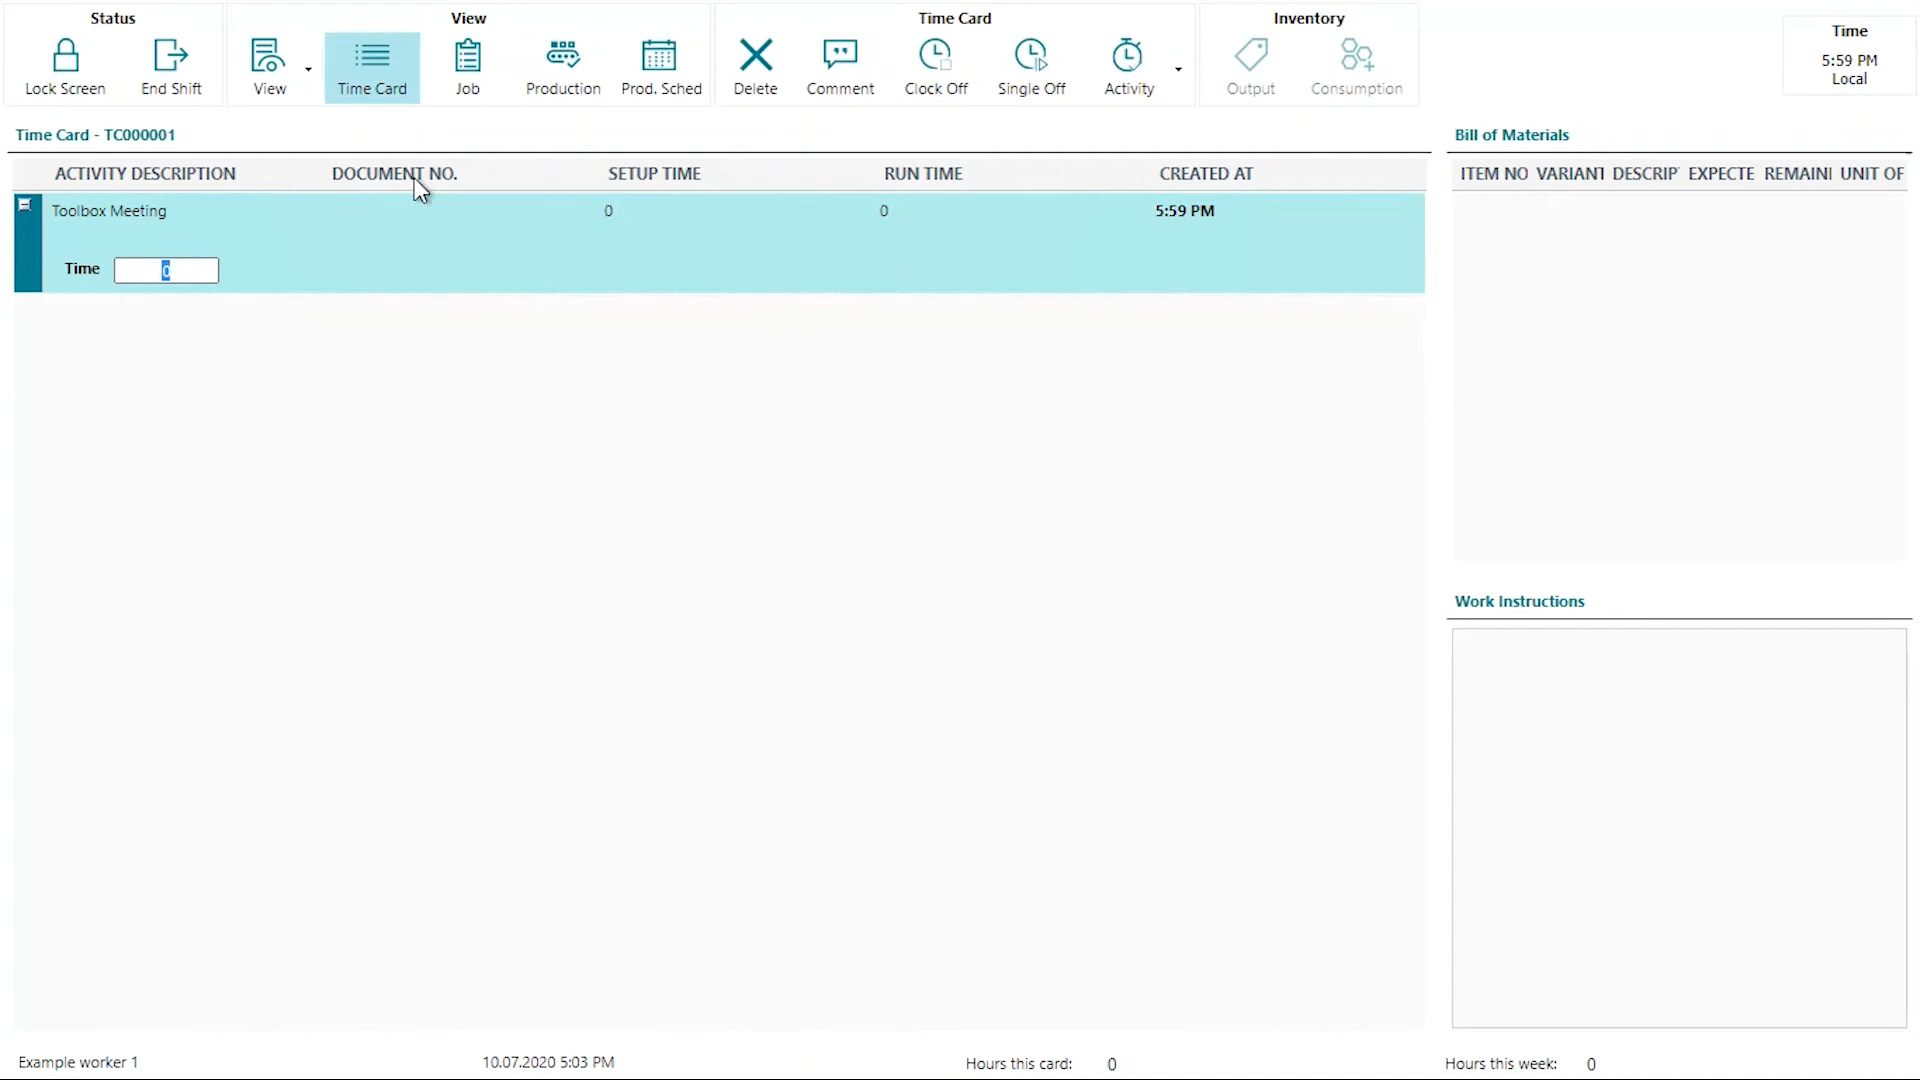 Status
Lock Screen
End Shift
View
View
Time Card
Job
Production
Prod. Sched
Time Card
Delete
Comment
Clock Off
Single Off
Activity
Inventory
Output
Consumption
Time
5:59 PM
Local
Time Card - TC000001
ACTIVITY DESCRIPTION DOCUMENT NO. SETUP TIME RUN TIME CREATED AT
Toolbox Meeting 0 0 5:59 PM
Time 0
Bill of Materials
ITEM NO VARIANT DESCRIP EXPECTE REMAINI UNIT OF
Work Instructions
Example worker 1 10.07.2020 5:03 PM Hours this card: 0 Hours this week: 0